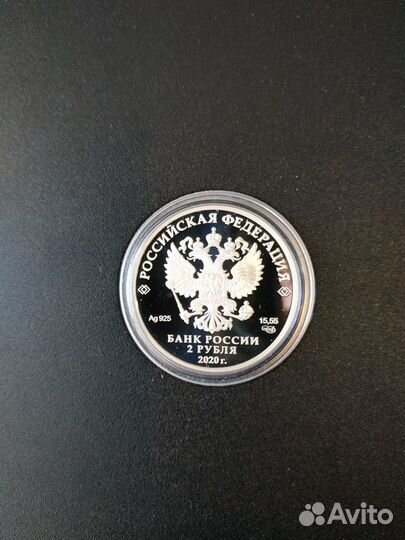 РОССИЙСКАЯ ФЕДЕРАЦИЯ
Ag 925
15,55
БАНК РОССИИ
2 РУБЛЯ
2020 г.
Avito